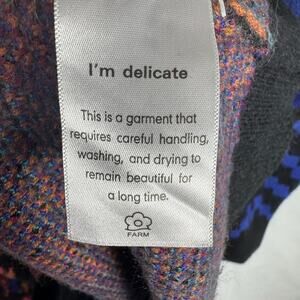 I'm delicate
This is a garment that
requires careful handling,
washing, and drying to
remain beautiful for
a long time.
FARM